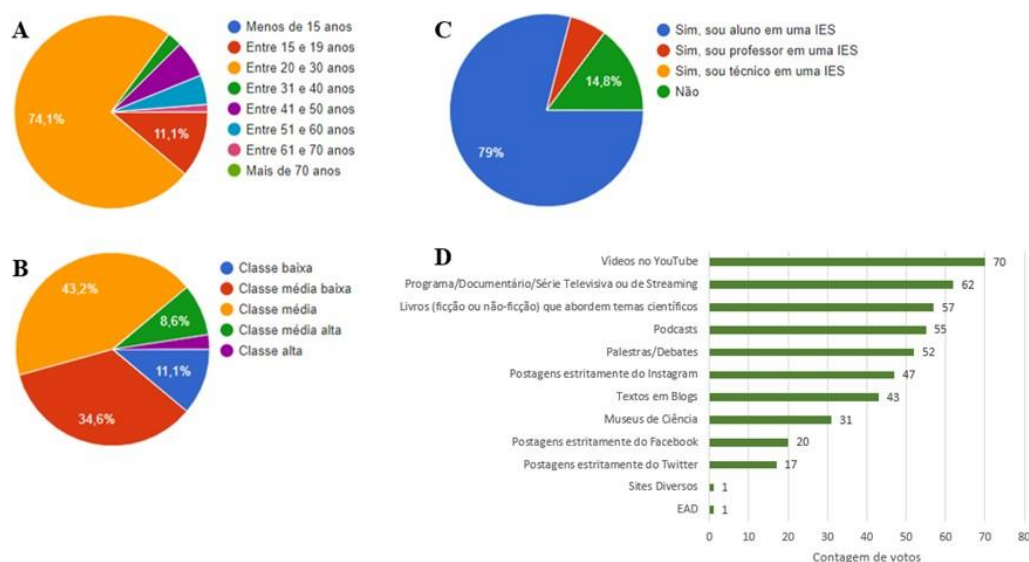 A
74,1%
11,1%
Menos de 15 anos
Entre 15 e 19 anos
Entre 20 e 30 anos
Entre 31 e 40 anos
Entre 41 e 50 anos
Entre 51 e 60 anos
Entre 61 e 70 anos
Mais de 70 anos
C
14,8%
79%
Sim, sou aluno em uma IES
Sim, sou professor em uma IES
Sim, sou técnico em uma IES
Não
B
43,2%
8,6%
11,1%
34,6%
Classe baixa
Classe média baixa
Classe média
Classe média alta
Classe alta
D
Vídeos no YouTube 70
Programa/Documentário/Série Televisiva ou de Streaming 62
Livros (ficção ou não-ficção) que abordem temas científicos 57
Podcasts 55
Palestras/Debates 52
Postagens estritamente do Instagram 47
Textos em Blogs 43
Museus de Ciência 31
Postagens estritamente do Facebook 20
Postagens estritamente do Twitter 17
Sites Diversos 1
EAD 1
0 10 20 30 40 50 60 70 80
Contagem de votos